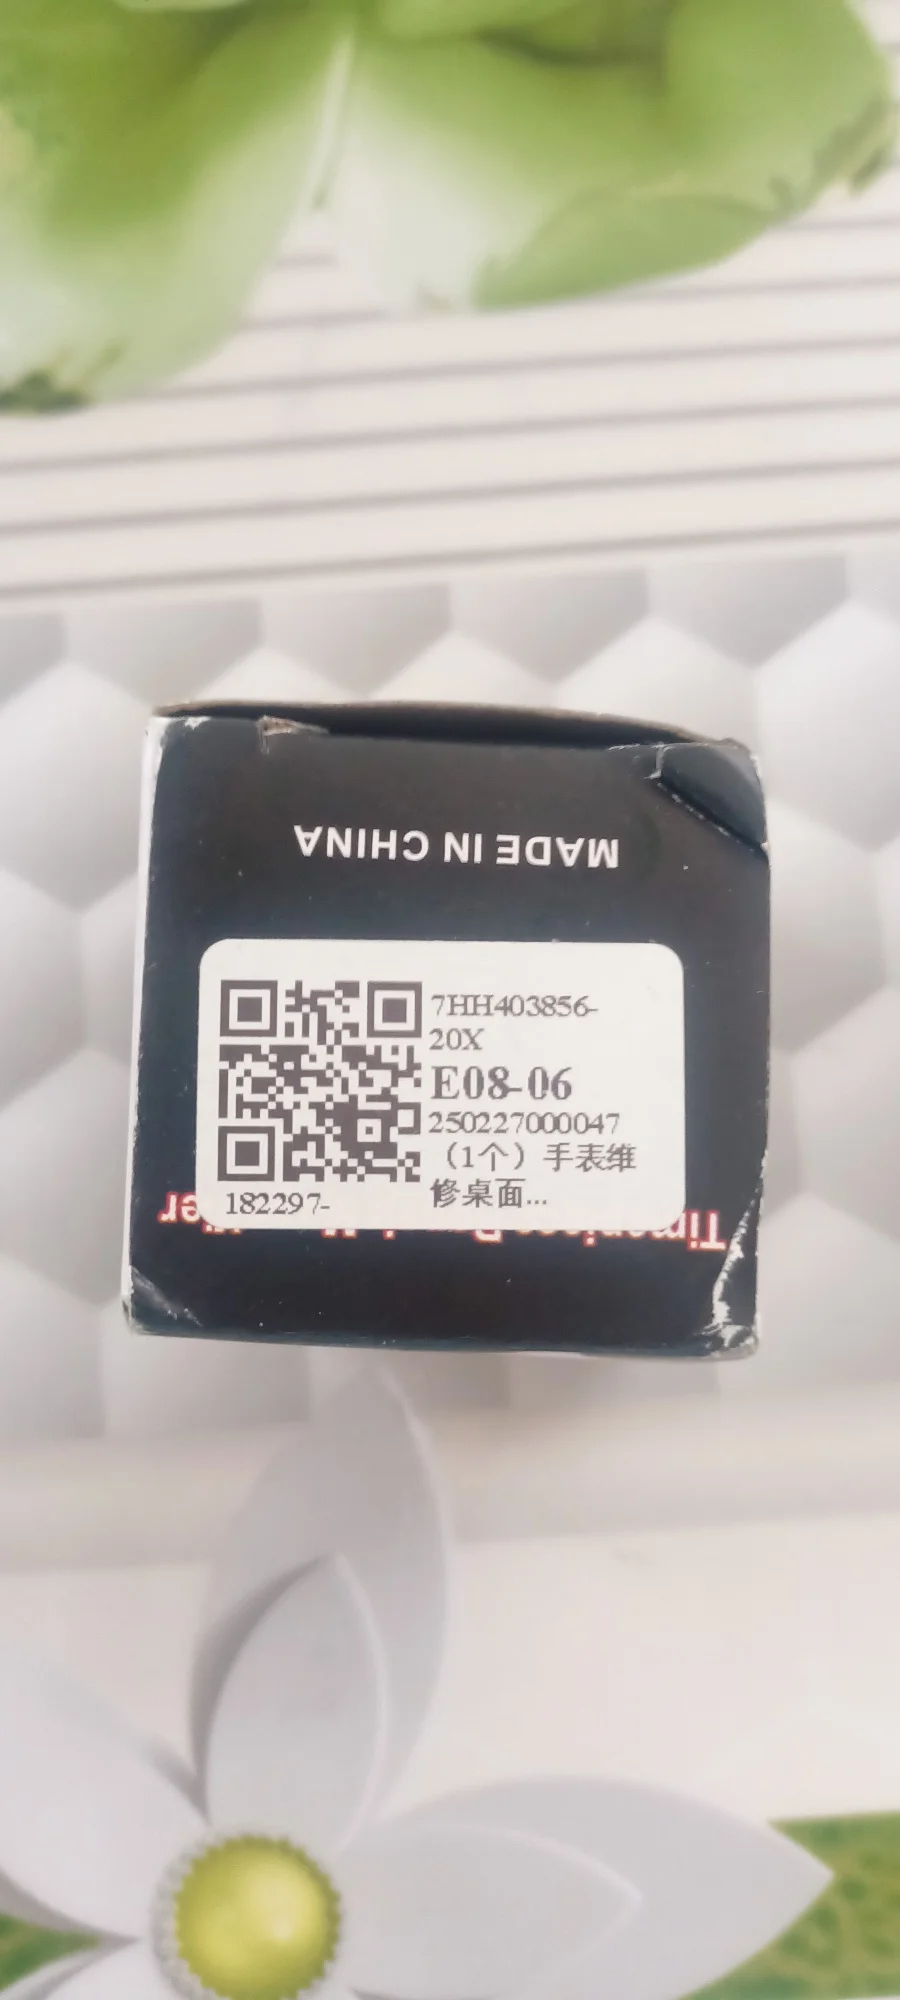 MADE IN CHINA
7HH403856-
20X
E08-06
250227000047
（1个）手表维
修桌面...
182297-